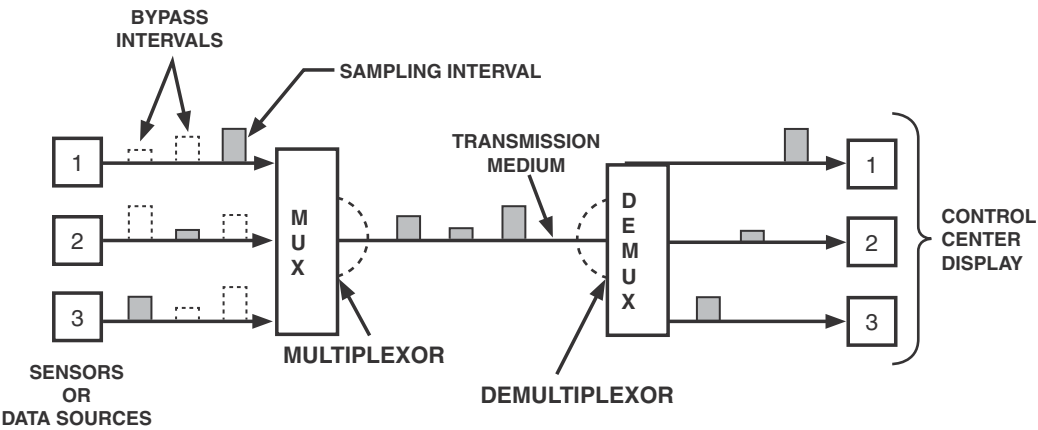 BYPASS
INTERVALS
SAMPLING INTERVAL
TRANSMISSION
MEDIUM
1
2
3
M
U
X
D
E
M
U
X
1
2
3
CONTROL
CENTER
DISPLAY
MULTIPLEXOR
DEMULTIPLEXOR
SENSORS
OR
DATA SOURCES